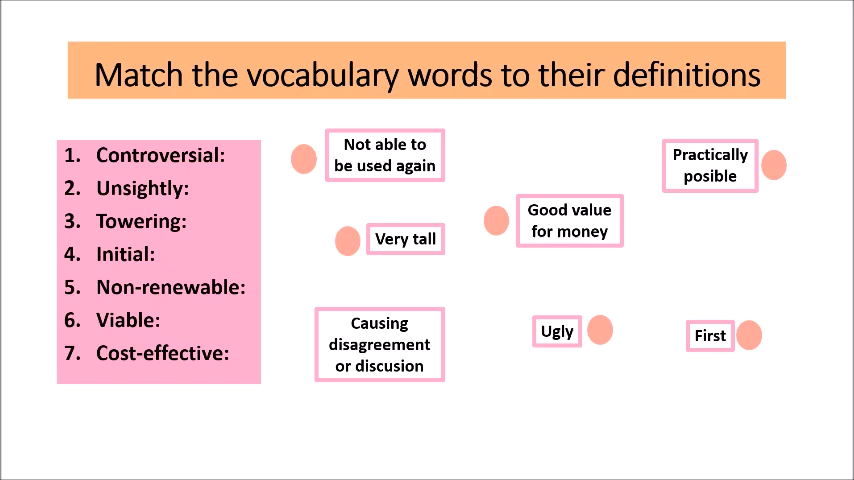 Match the vocabulary words to their definitions
1. Controversial:
2. Unsightly:
3. Towering:
4. Initial:
5. Non-renewable:
6. Viable:
7. Cost-effective:
Not able to
be used again
Practically
posible
Good value
for money
Very tall
Causing
disagreement
or discusion
Ugly
First